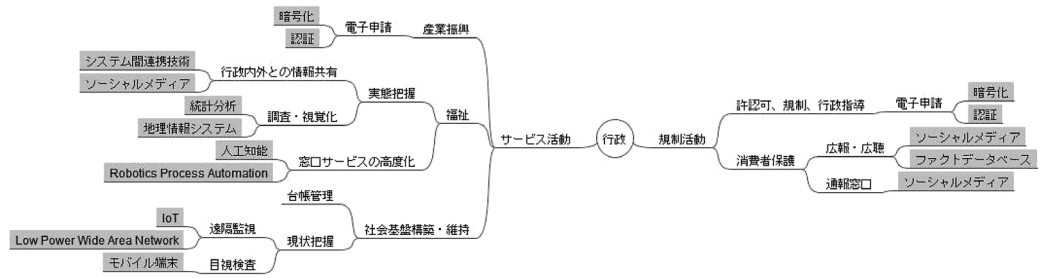 行政
サービス活動
産業振興
電子申請
暗号化
認証
福祉
実態把握
行政内外との情報共有
システム間連携技術
ソーシャルメディア
調査・視覚化
統計分析
地理情報システム
窓口サービスの高度化
人工知能
Robotics Process Automation
社会基盤構築・維持
台帳管理
現状把握
遠隔監視
IoT
Low Power Wide Area Network
目視検査
モバイル端末
規制活動
許認可、規制、行政指導
電子申請
暗号化
認証
消費者保護
広報・広聴
ソーシャルメディア
ファクトデータベース
通報窓口
ソーシャルメディア